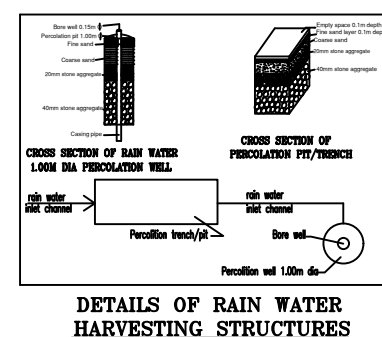 Bore well 0.15m
Percolation pit 1.00m
Fine sand
Coarse sand
20mm stone aggregate
40mm stone aggregate
Casing pipe
CROSS SECTION OF RAIN WATER
1.00M DIA PERCOLATION WELL
Empty space 0.1m depth
Fine sand layer 0.1m dep
Coarse sand
20mm stone aggregate
40mm stone aggregate
CROSS SECTION OF
PERCOLATION PIT/TRENCH
rain water
inlet channel
Percolition trench/pit
rain water
inlet channel
Bore well
Percolition well 1.00m dia
DETAILS OF RAIN WATER
HARVESTING STRUCTURES